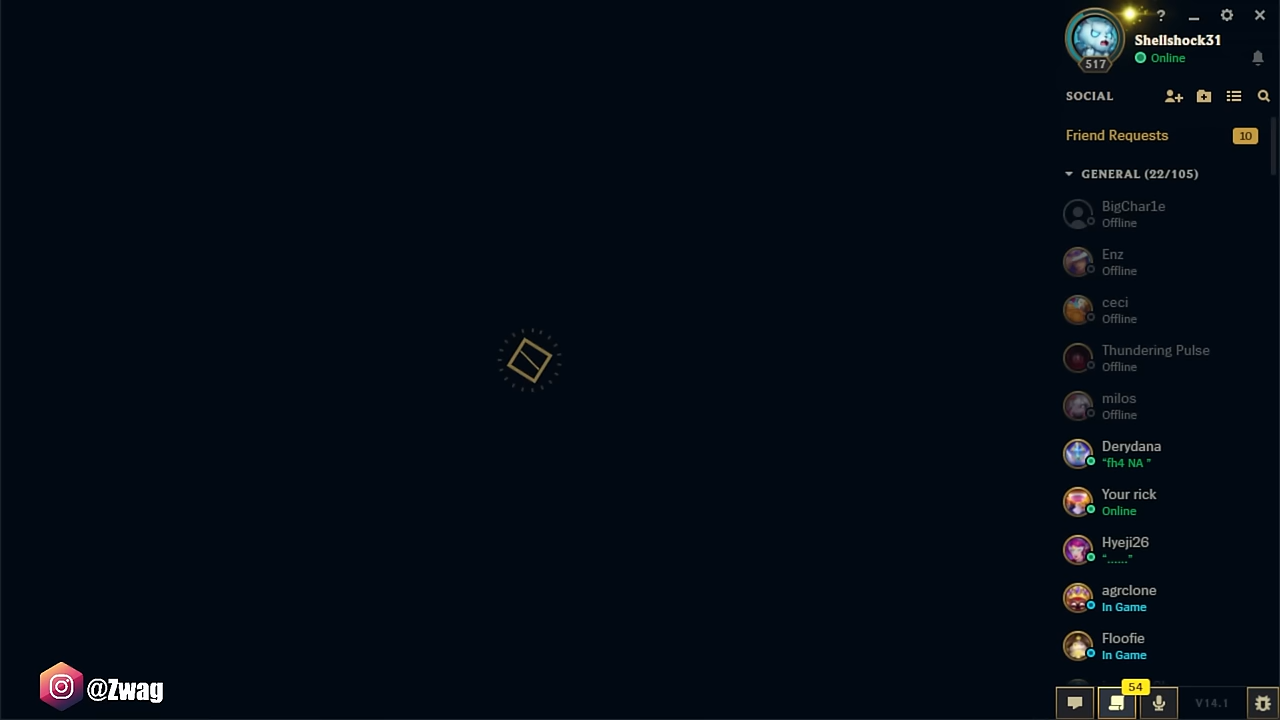 ?
Shellshock31
517
Online
SOCIAL
Friend Requests
10
GENERAL (22/105)
BigChar1e
Offline
Enz
Offline
ceci
Offline
Thundering Pulse
Offline
milos
Offline
Derydana
"fh4 NA "
Your rick
Online
Hyeji26
"......"
agrclone
In Game
Floofie
In Game
54
V14.1
@Zwag